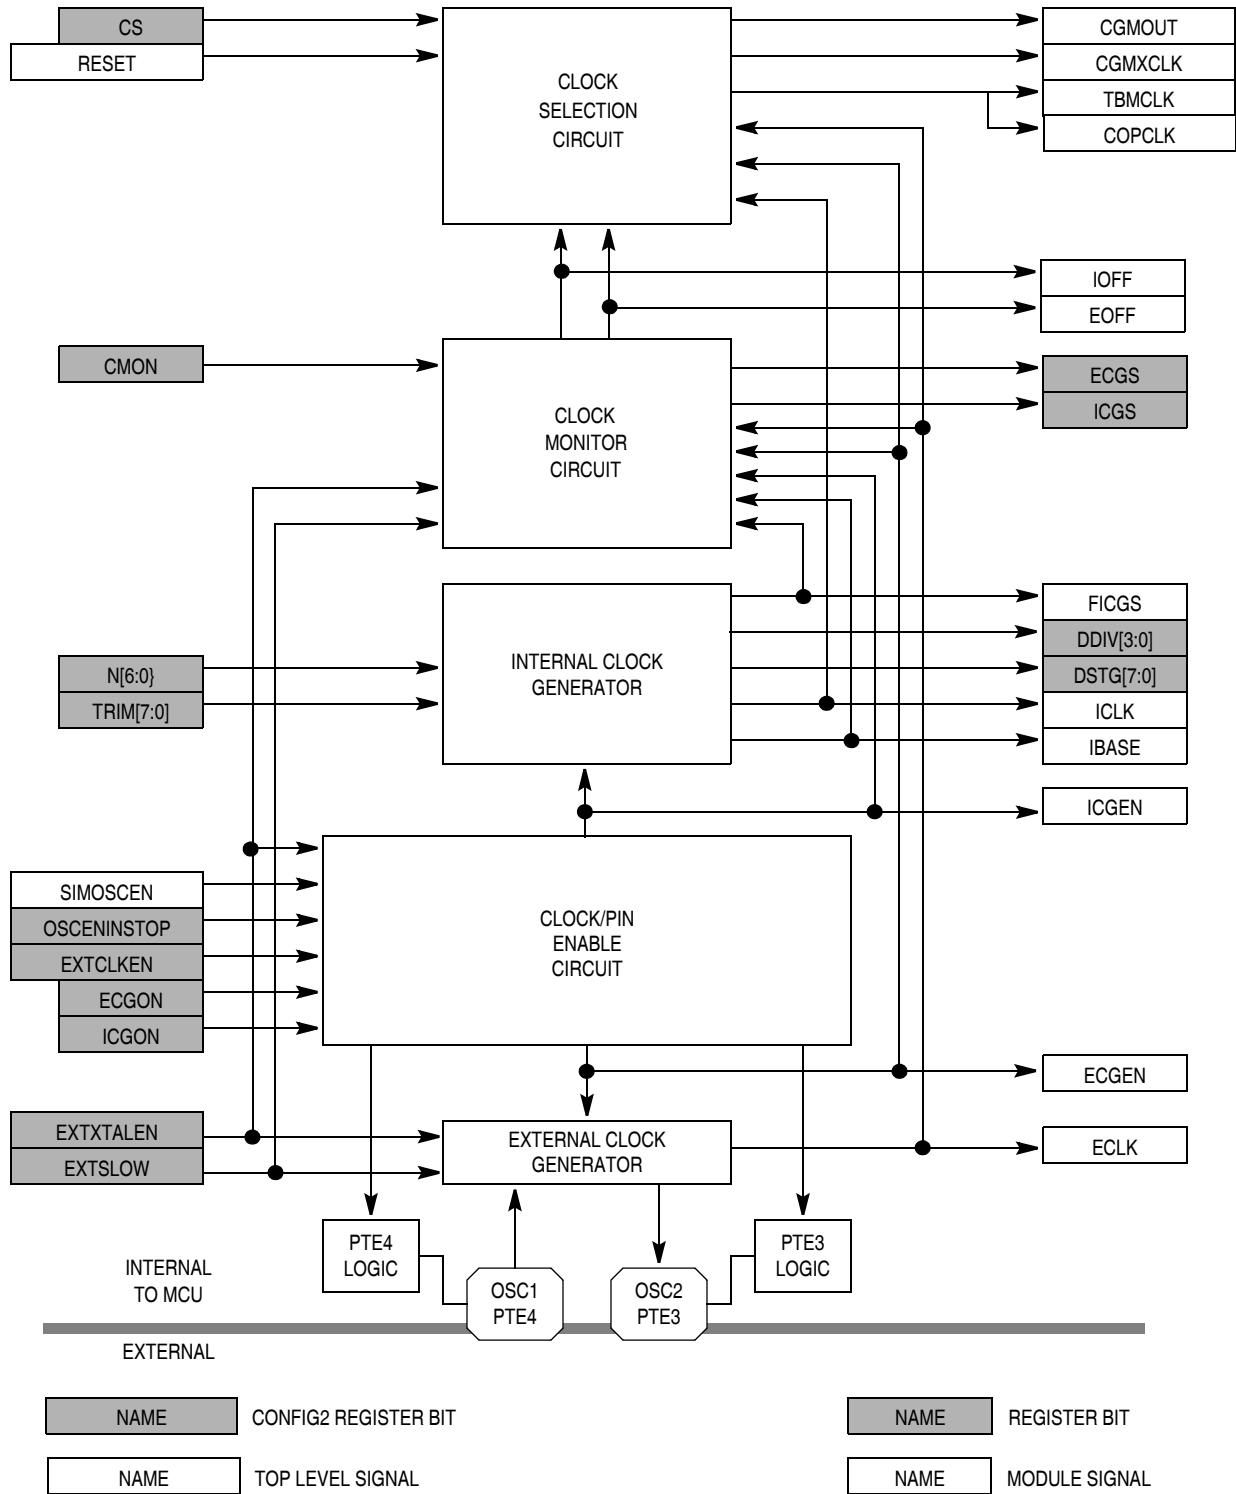 CS
RESET
CLOCK
SELECTION
CIRCUIT
CGMOUT
CGMXCLK
TBMCLK
COPCLK
IOFF
EOFF
CMON
CLOCK
MONITOR
CIRCUIT
ECGS
ICGS
N[6:0}
TRIM[7:0]
INTERNAL CLOCK
GENERATOR
FICGS
DDIV[3:0]
DSTG[7:0]
ICLK
IBASE
ICGEN
SIMOSCEN
OSCENINSTOP
EXTCLKEN
ECGON
ICGON
CLOCK/PIN
ENABLE
CIRCUIT
ECGEN
EXTXTALEN
EXTSLOW
EXTERNAL CLOCK
GENERATOR
ECLK
PTE4
LOGIC
PTE3
LOGIC
INTERNAL
TO MCU
OSC1
PTE4
OSC2
PTE3
EXTERNAL
NAME CONFIG2 REGISTER BIT
NAME REGISTER BIT
NAME TOP LEVEL SIGNAL
NAME MODULE SIGNAL